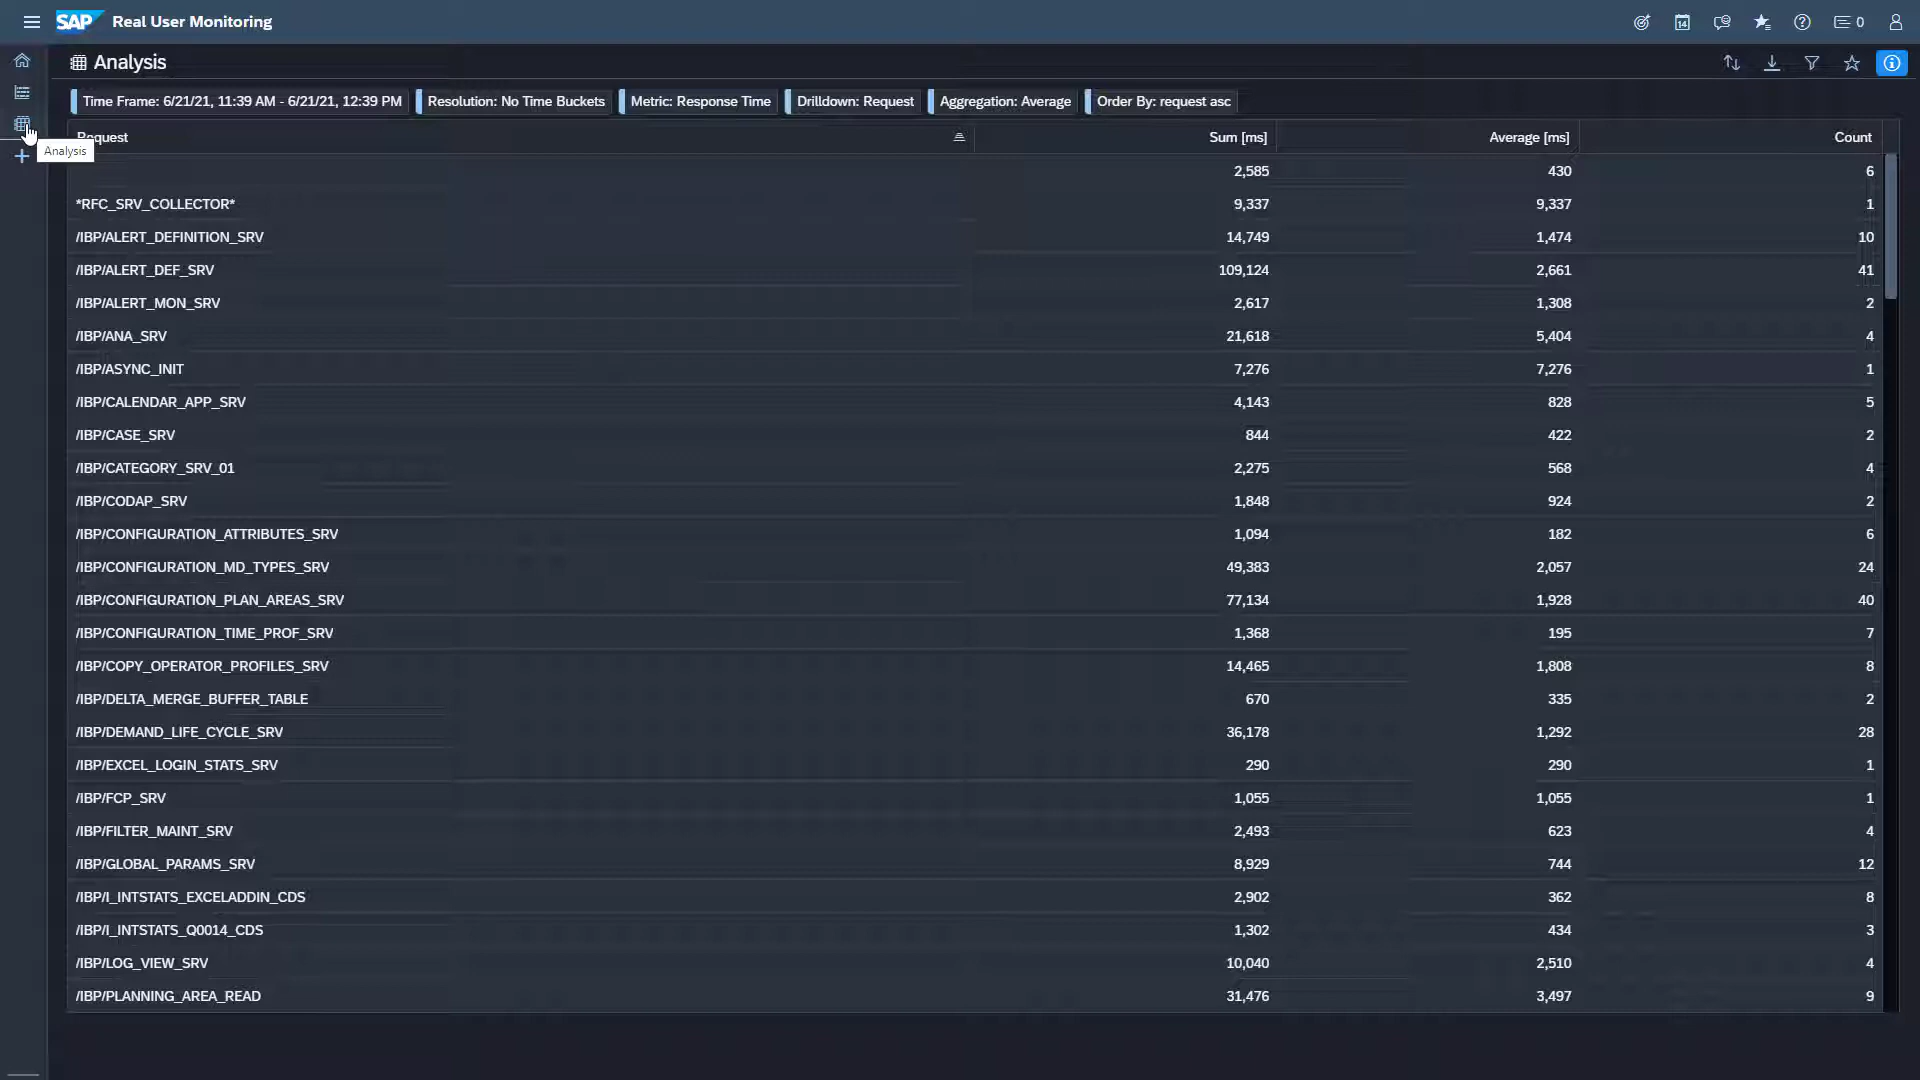 SAP Real User Monitoring
14
0
Analysis
Time Frame: 6/21/21, 11:39 AM - 6/21/21, 12:39 PM Resolution: No Time Buckets Metric: Response Time Drilldown: Request Aggregation: Average Order By: request asc
Request Sum [ms] Average [ms] Count
Analysis
2,585 430 6
*RFC_SRV_COLLECTOR* 9,337 9,337 1
/IBP/ALERT_DEFINITION_SRV 14,749 1,474 10
/IBP/ALERT_DEF_SRV 109,124 2,661 41
/IBP/ALERT_MON_SRV 2,617 1,308 2
/IBP/ANA_SRV 21,618 5,404 4
/IBP/ASYNC_INIT 7,276 7,276 1
/IBP/CALENDAR_APP_SRV 4,143 828 5
/IBP/CASE_SRV 844 422 2
/IBP/CATEGORY_SRV_01 2,275 568 4
/IBP/CODAP_SRV 1,848 924 2
/IBP/CONFIGURATION_ATTRIBUTES_SRV 1,094 182 6
/IBP/CONFIGURATION_MD_TYPES_SRV 49,383 2,057 24
/IBP/CONFIGURATION_PLAN_AREAS_SRV 77,134 1,928 40
/IBP/CONFIGURATION_TIME_PROF_SRV 1,368 195 7
/IBP/COPY_OPERATOR_PROFILES_SRV 14,465 1,808 8
/IBP/DELTA_MERGE_BUFFER_TABLE 670 335 2
/IBP/DEMAND_LIFE_CYCLE_SRV 36,178 1,292 28
/IBP/EXCEL_LOGIN_STATS_SRV 290 290 1
/IBP/FCP_SRV 1,055 1,055 1
/IBP/FILTER_MAINT_SRV 2,493 623 4
/IBP/GLOBAL_PARAMS_SRV 8,929 744 12
/IBP/I_INTSTATS_EXCELADDIN_CDS 2,902 362 8
/IBP/I_INTSTATS_Q0014_CDS 1,302 434 3
/IBP/LOG_VIEW_SRV 10,040 2,510 4
/IBP/PLANNING_AREA_READ 31,476 3,497 9